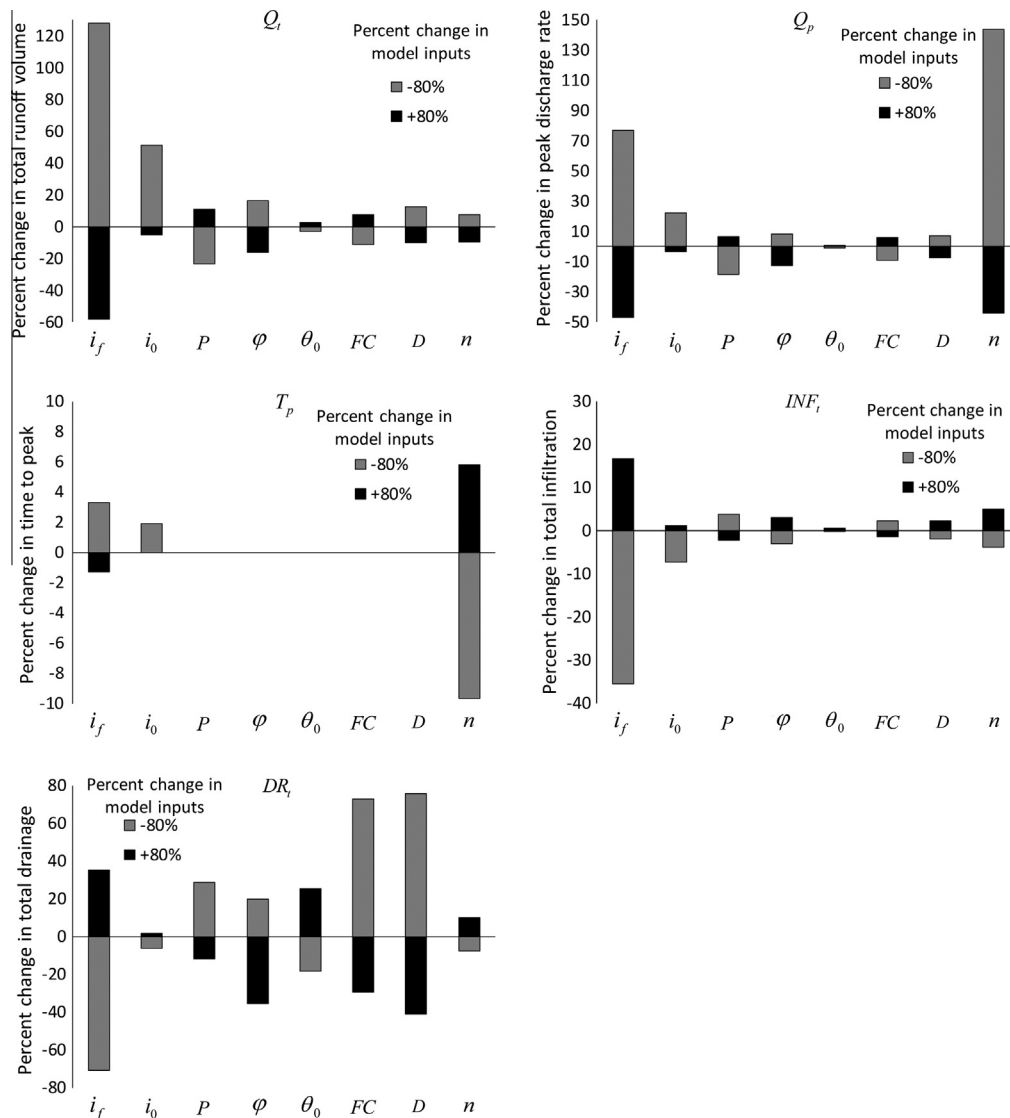 Q_t
Percent change in
model inputs
-80%
+80%
Percent change in total runoff volume
120
100
80
60
40
20
0
-20
-40
-60
i_f i_0 P φ θ_0 FC D n
Q_p
Percent change in
model inputs
-80%
+80%
Percent change in peak discharge rate
150
130
110
90
70
50
30
10
-10
-30
-50
i_f i_0 P φ θ_0 FC D n
T_p
Percent change in
model inputs
-80%
+80%
Percent change in time to peak
10
8
6
4
2
0
-2
-4
-6
-8
-10
i_f i_0 P φ θ_0 FC D n
INF_t
Percent change in
model inputs
-80%
+80%
Percent change in total infiltration
30
20
10
0
-10
-20
-30
-40
i_f i_0 P φ θ_0 FC D n
DR_t
Percent change in
model inputs
-80%
+80%
Percent change in total drainage
80
60
40
20
0
-20
-40
-60
-80
i_f i_0 P φ θ_0 FC D n